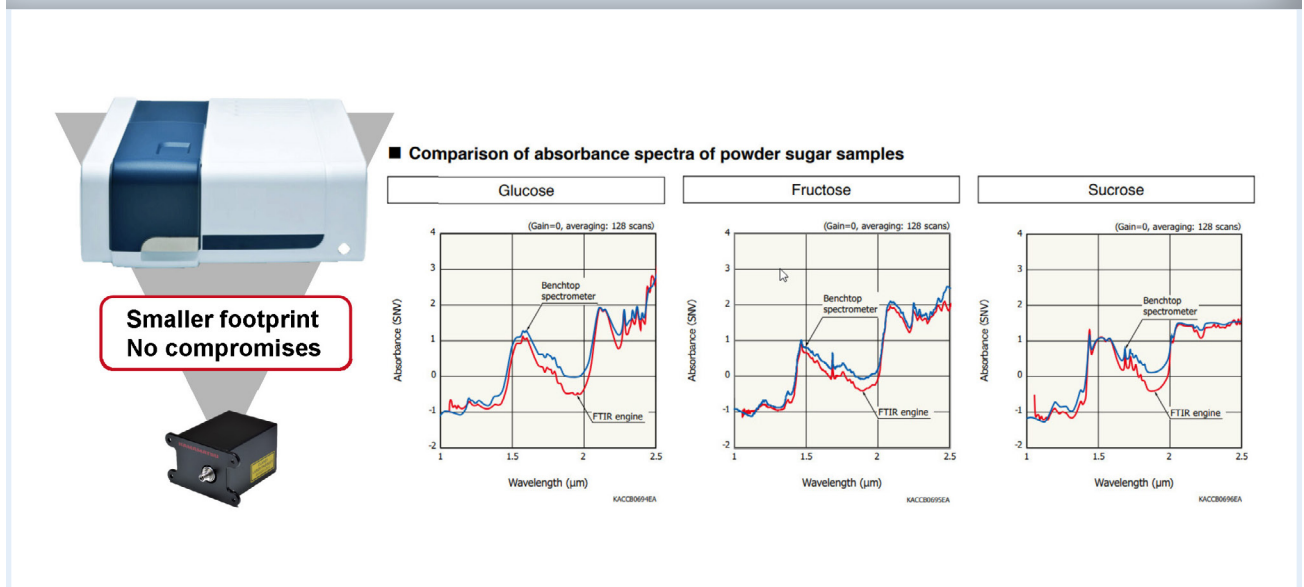 ■ Comparison of absorbance spectra of powder sugar samples
Smaller footprint
No compromises
Glucose
(Gain=0, averaging: 128 scans)
4
3
2
1
0
-1
-2
Absorbance (SNV)
Benchtop
spectrometer
FTIR engine
1
1.5
2
2.5
Wavelength (μm)
KACCB0694EA
Fructose
(Gain=0, averaging: 128 scans)
4
3
2
1
0
-1
-2
Absorbance (SNV)
Benchtop
spectrometer
FTIR engine
1
1.5
2
2.5
Wavelength (μm)
KACCB0695EA
Sucrose
(Gain=0, averaging: 128 scans)
4
3
2
1
0
-1
-2
Absorbance (SNV)
Benchtop
spectrometer
FTIR engine
1
1.5
2
2.5
Wavelength (μm)
KACCB0696EA